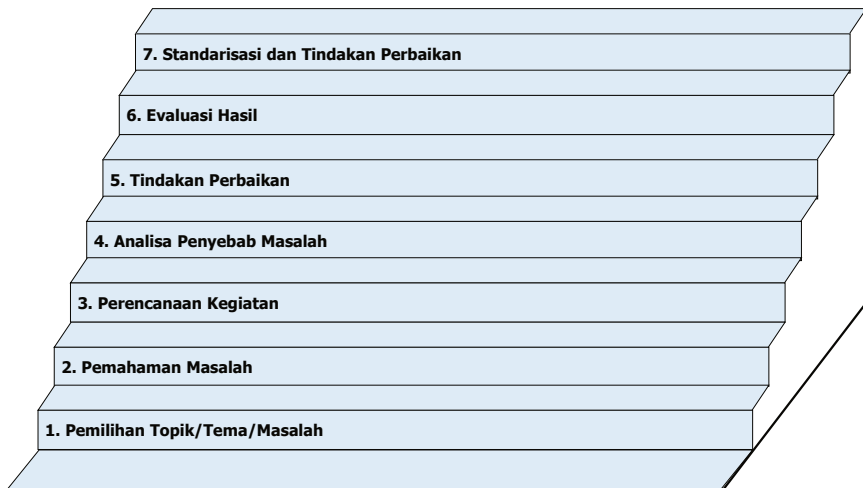 7. Standarisasi dan Tindakan Perbaikan
6. Evaluasi Hasil
5. Tindakan Perbaikan
4. Analisa Penyebab Masalah
3. Perencanaan Kegiatan
2. Pemahaman Masalah
1. Pemilihan Topik/Tema/Masalah